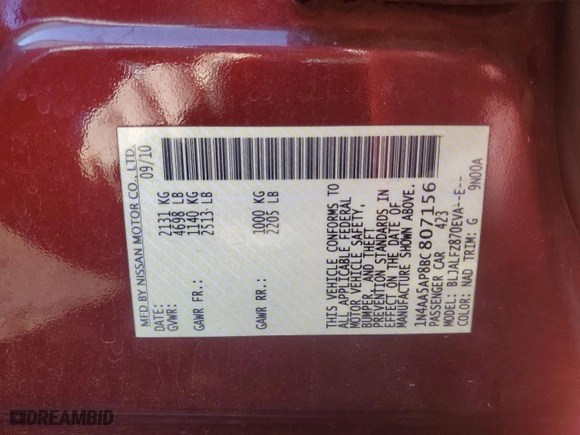 MFD BY NISSAN MOTOR CO., LTD.
09/10
GVWR: 2131 KG
4698 LB
GAWR FR.: 1140 KG
2513 LB
GAWR RR.: 1000 KG
2205 LB
THIS VEHICLE CONFORMS TO
ALL APPLICABLE FEDERAL
MOTOR VEHICLE SAFETY,
BUMPER, AND THEFT
PREVENTION STANDARDS IN
EFFECT ON THE DATE OF
MANUFACTURE SHOWN ABOVE.
1N4AA5AP8BC807156
PASSENGER CAR 423
MODEL: BLJALFZ870EVA--E--
COLOR: NAD TRIM: G 9N00A
DREAMBID